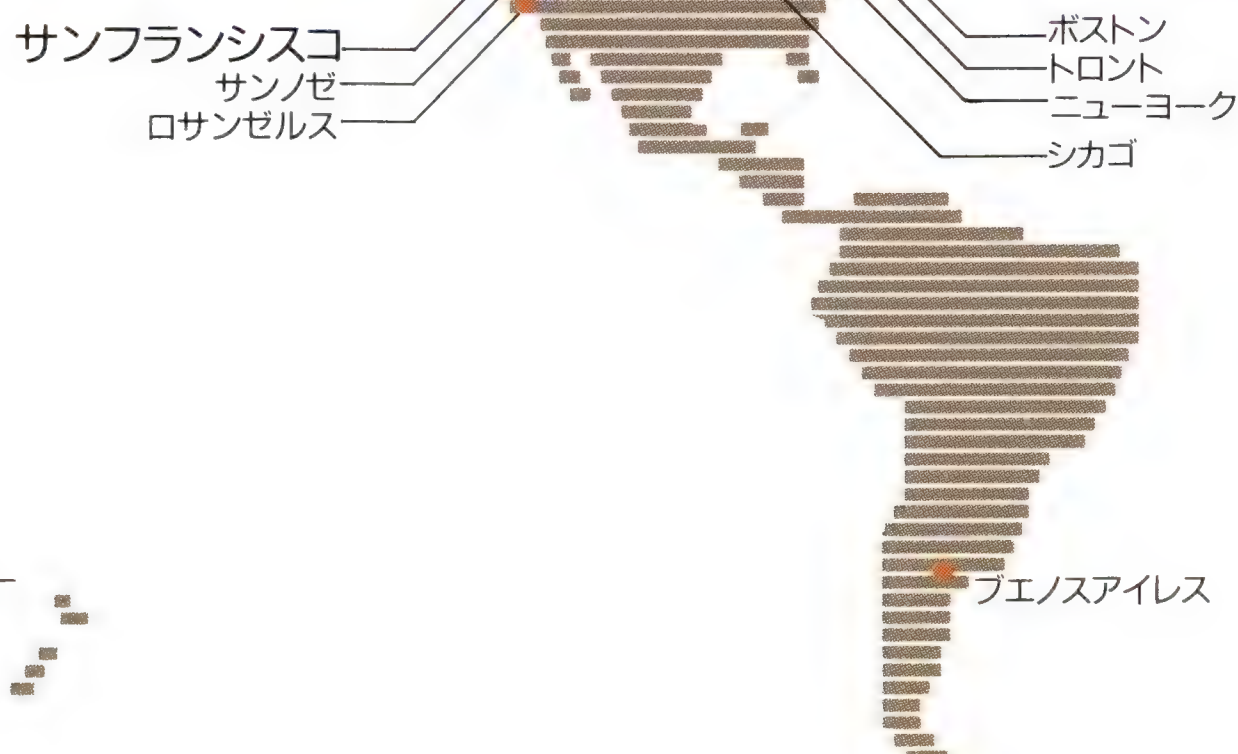 サンフランシスコ
サンノゼ
ロサンゼルス
ボストン
トロント
ニューヨーク
シカゴ
ブエノスアイレス